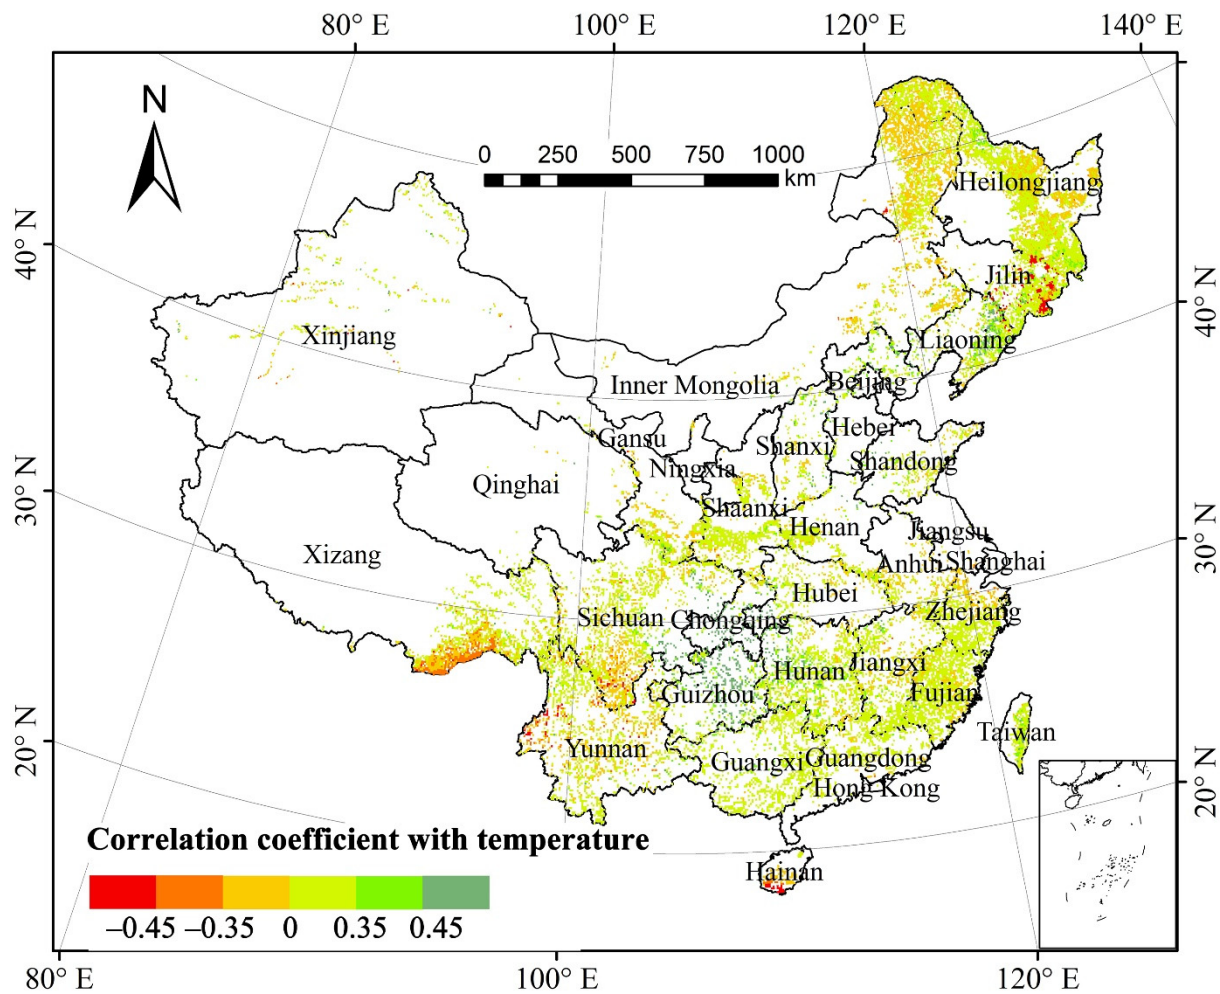 80° E 100° E 120° E 140° E
N
0 250 500 750 1000
km
Heilongjiang
40° N
Jilin
40° N
Xinjiang
Liaoning
Inner Mongolia
Beijing
Hebei
Gansu
Shanxi
Ningxia
Shandong
Qinghai
30° N
Shaanxi
Henan
Jiangsu
30° N
Xizang
Anhui
Shanghai
Hubei
Sichuan
Chongqing
Zhejiang
Hunan
Jiangxi
Guizhou
Fujian
20° N
Yunnan
Taiwan
Guangxi
Guangdong
Hong Kong
20° N
Correlation coefficient with temperature
Hainan
−0.45 −0.35 0 0.35 0.45
80° E 100° E 120° E